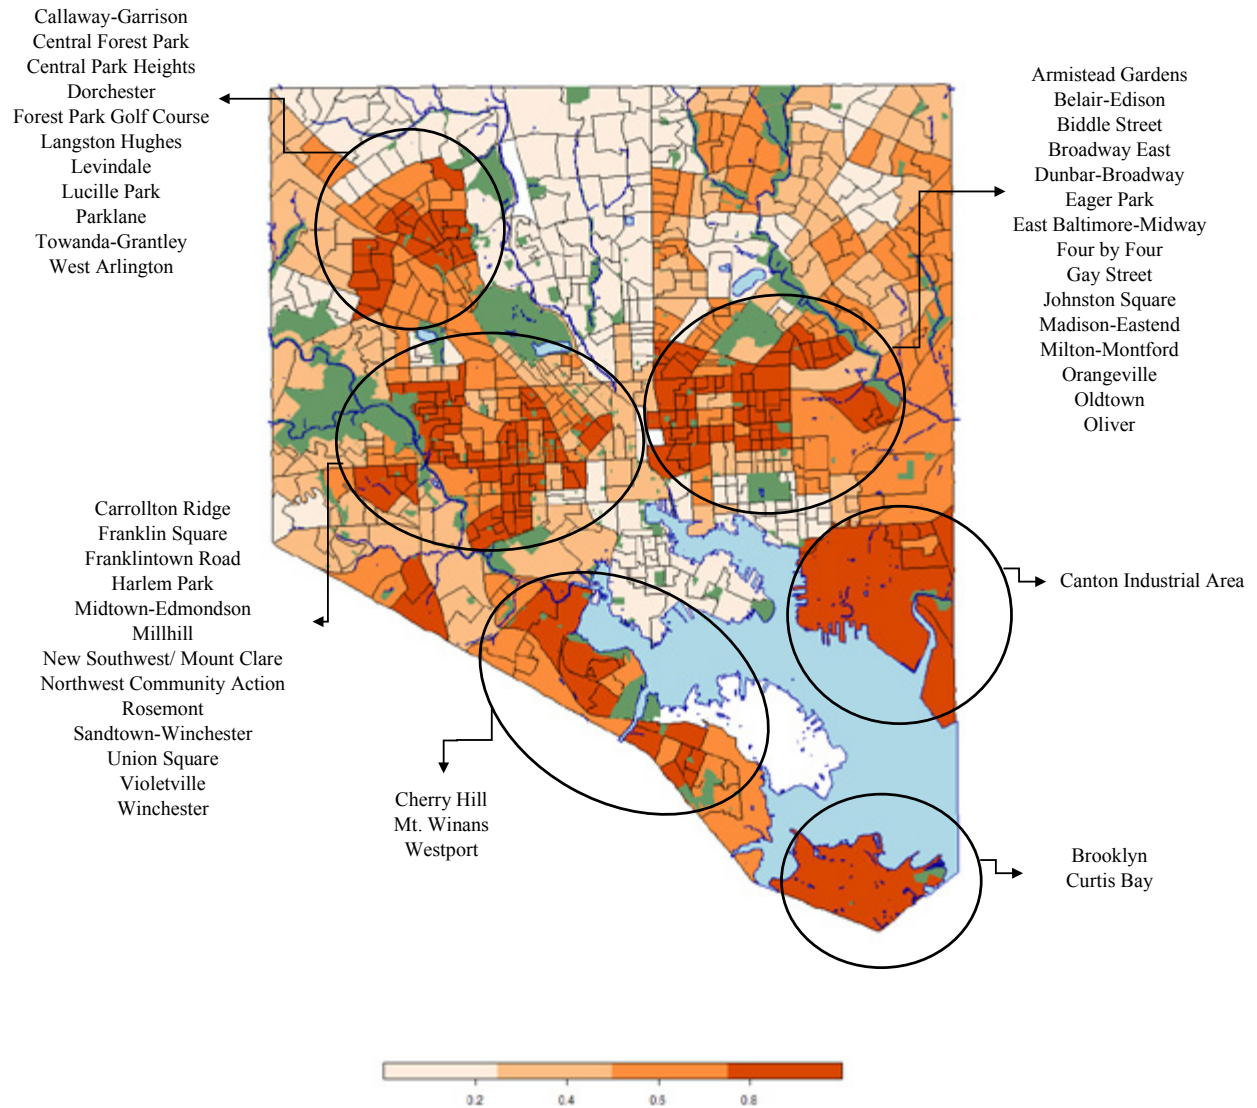 Callaway-Garrison
Central Forest Park
Central Park Heights
Dorchester
Forest Park Golf Course
Langston Hughes
Levindale
Lucille Park
Parklane
Towanda-Grantley
West Arlington
Armistead Gardens
Belair-Edison
Biddle Street
Broadway East
Dunbar-Broadway
Eager Park
East Baltimore-Midway
Four by Four
Gay Street
Johnston Square
Madison-Eastend
Milton-Montford
Orangeville
Oldtown
Oliver
Carrollton Ridge
Franklin Square
Franklintown Road
Harlem Park
Midtown-Edmondson
Millhill
New Southwest/ Mount Clare
Northwest Community Action
Rosemont
Sandtown-Winchester
Union Square
Violetville
Winchester
Canton Industrial Area
Cherry Hill
Mt. Winans
Westport
Brooklyn
Curtis Bay
0.2 0.4 0.6 0.8